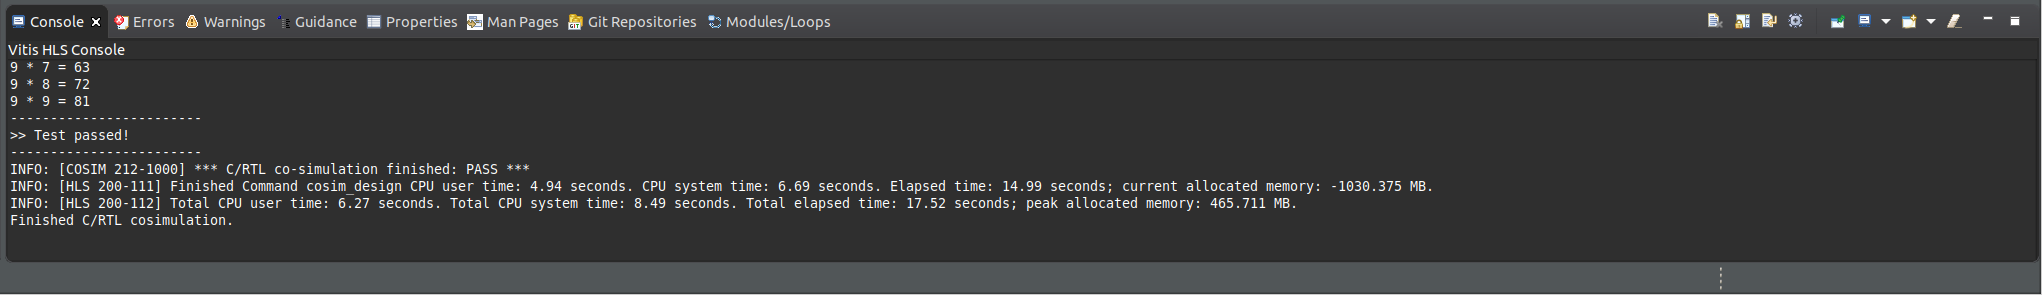 Console Errors Warnings Guidance Properties Man Pages Git Repositories Modules/Loops
Vitis HLS Console
9 * 7 = 63
9 * 8 = 72
9 * 9 = 81
------------------------
>> Test passed!
------------------------
INFO: [COSIM 212-1000] *** C/RTL co-simulation finished: PASS ***
INFO: [HLS 200-111] Finished Command cosim_design CPU user time: 4.94 seconds. CPU system time: 6.69 seconds. Elapsed time: 14.99 seconds; current allocated memory: -1030.375 MB.
INFO: [HLS 200-112] Total CPU user time: 6.27 seconds. Total CPU system time: 8.49 seconds. Total elapsed time: 17.52 seconds; peak allocated memory: 465.711 MB.
Finished C/RTL cosimulation.